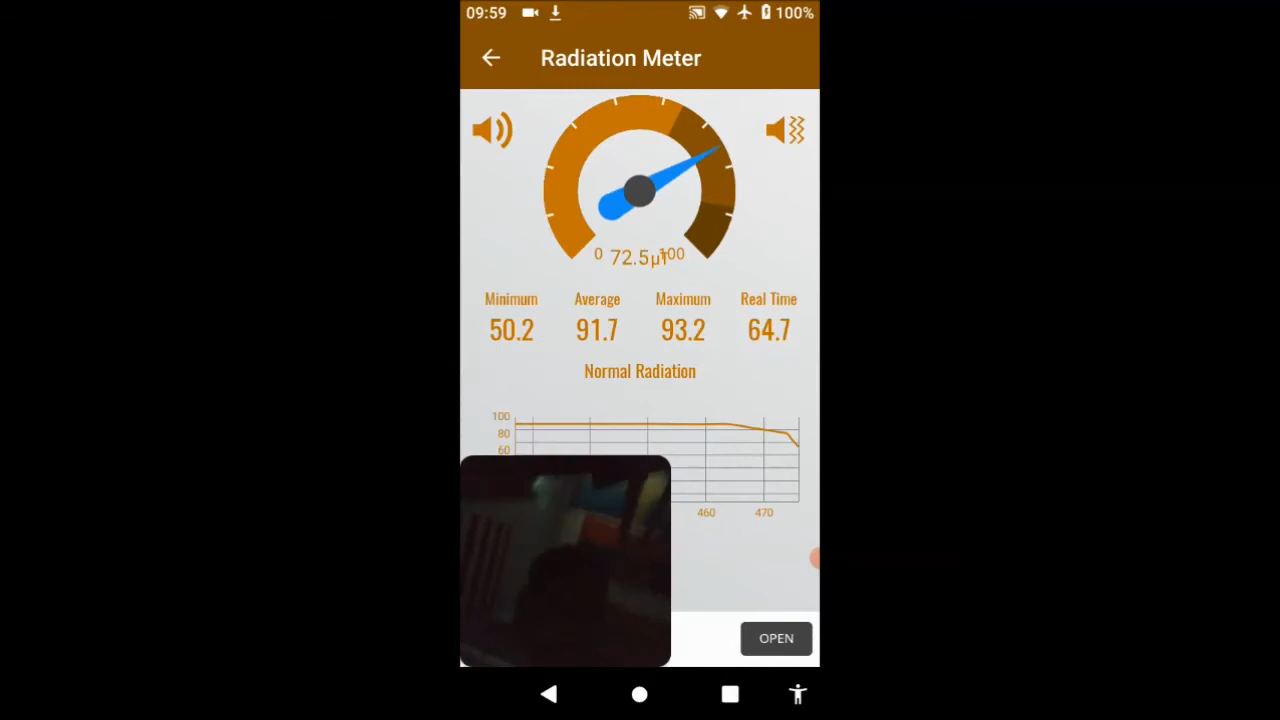 09:59 100%
Radiation Meter
0 72.5μT 100
Minimum Average Maximum Real Time
50.2 91.7 93.2 64.7
Normal Radiation
100
80
60
460 470
OPEN